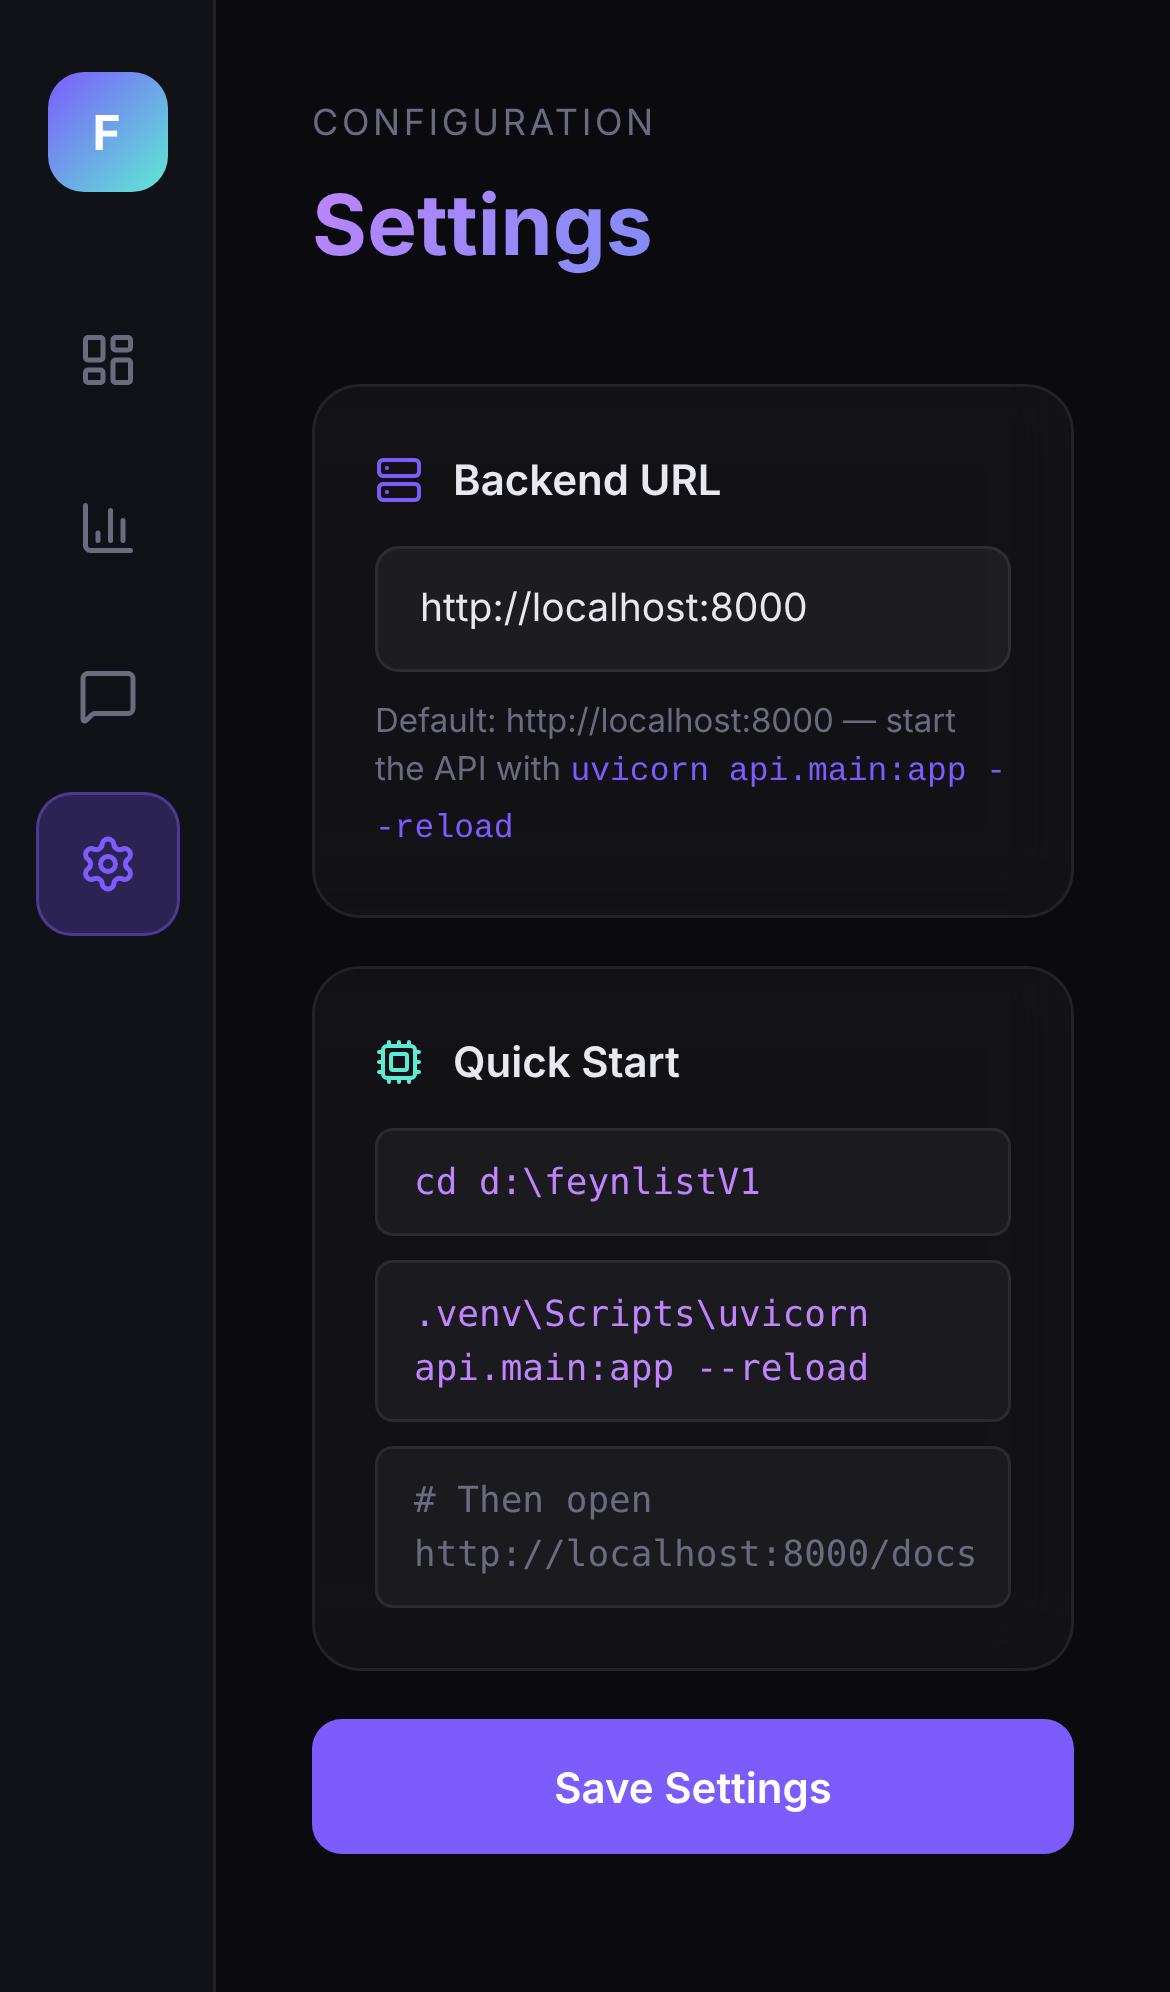 F
CONFIGURATION
Settings
Backend URL
http://localhost:8000
Default: http://localhost:8000 — start
the API with uvicorn api.main:app -
-reload
Quick Start
cd d:\feynlistV1
.venv\Scripts\uvicorn
api.main:app --reload
# Then open
http://localhost:8000/docs
Save Settings